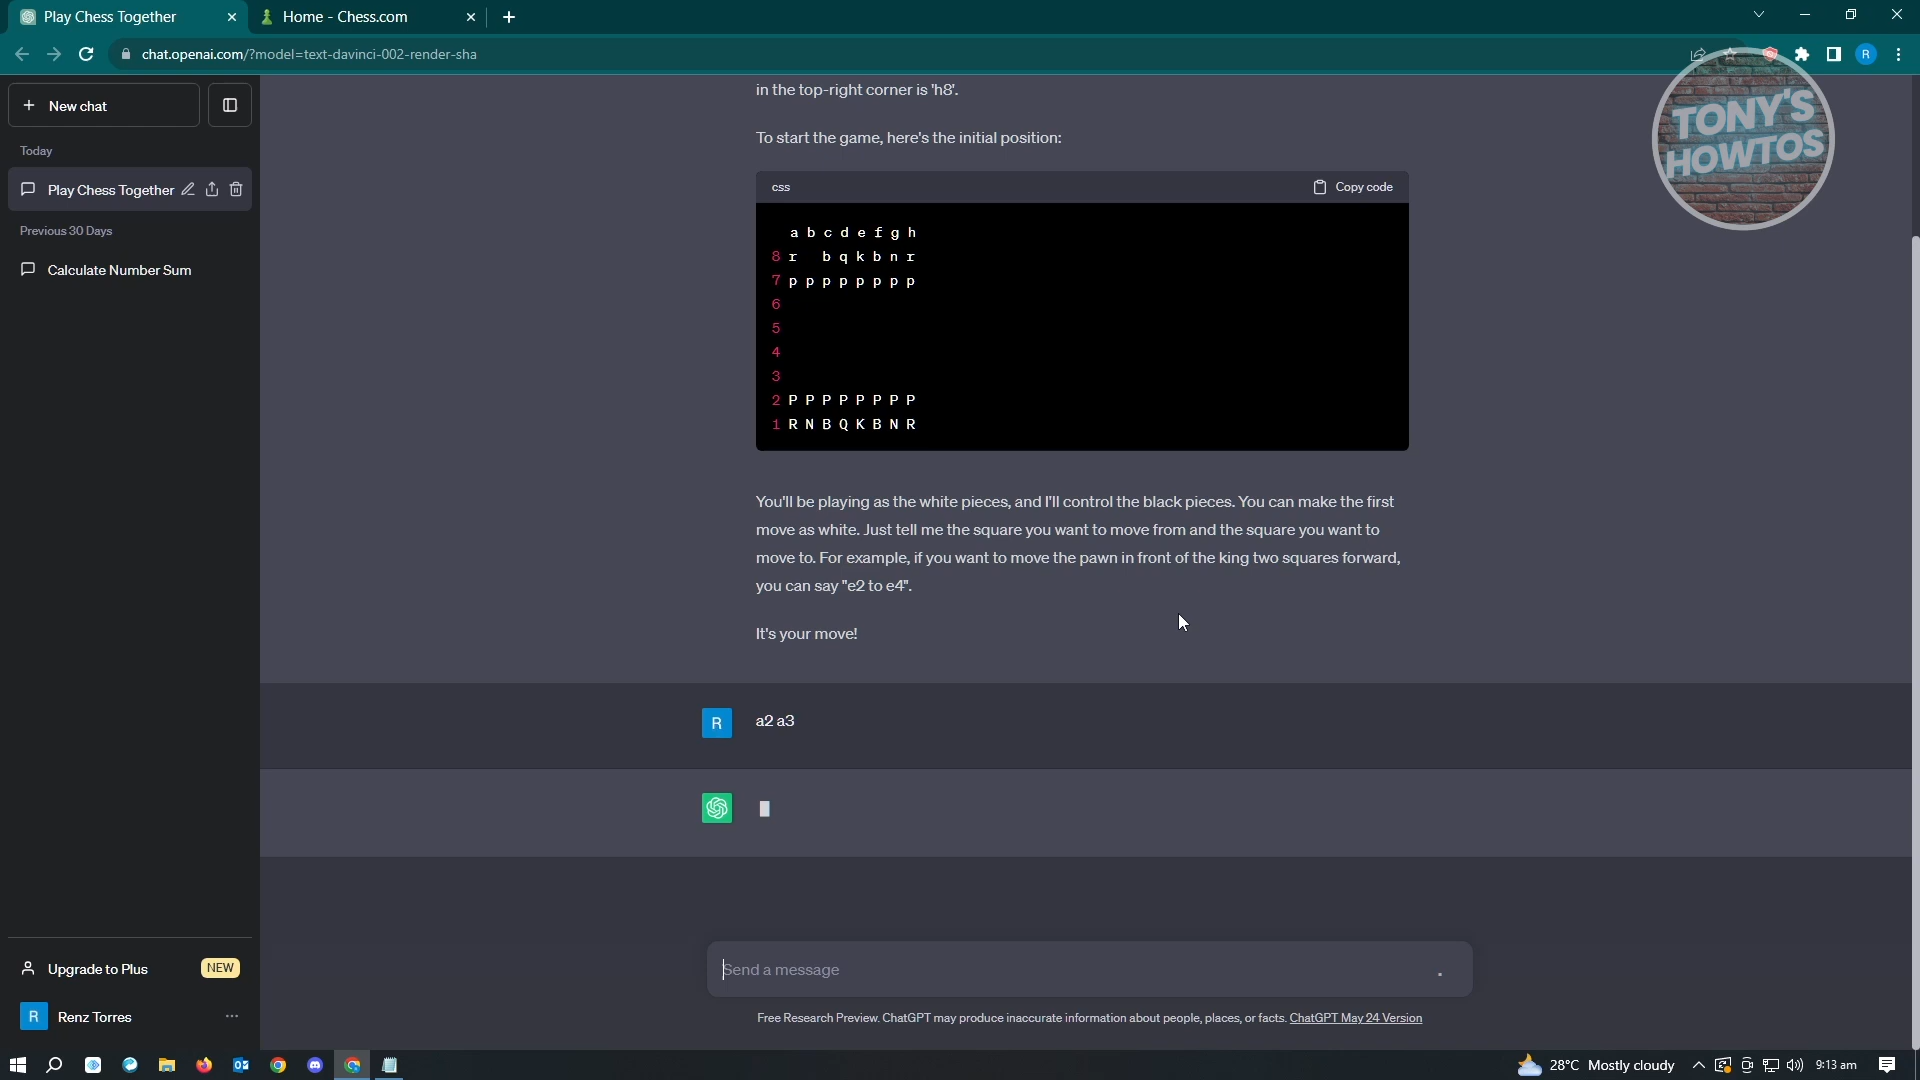 Play Chess Together
Home - Chess.com
chat.openai.com/?model=text-davinci-002-render-sha
R
TONY'S
HOWTOS
New chat
Today
Play Chess Together
Previous 30 Days
Calculate Number Sum
in the top-right corner is 'h8'.
To start the game, here's the initial position:
css
Copy code
a b c d e f g h
8 r   b q k b n r
7 p p p p p p p p
6
5
4
3
2 P P P P P P P P
1 R N B Q K B N R
You'll be playing as the white pieces, and I'll control the black pieces. You can make the first
move as white. Just tell me the square you want to move from and the square you want to
move to. For example, if you want to move the pawn in front of the king two squares forward,
you can say "e2 to e4".
It's your move!
R
a2 a3
Send a message
Free Research Preview. ChatGPT may produce inaccurate information about people, places, or facts. ChatGPT May 24 Version
Upgrade to Plus
NEW
R
Renz Torres
28°C Mostly cloudy
9:13 am